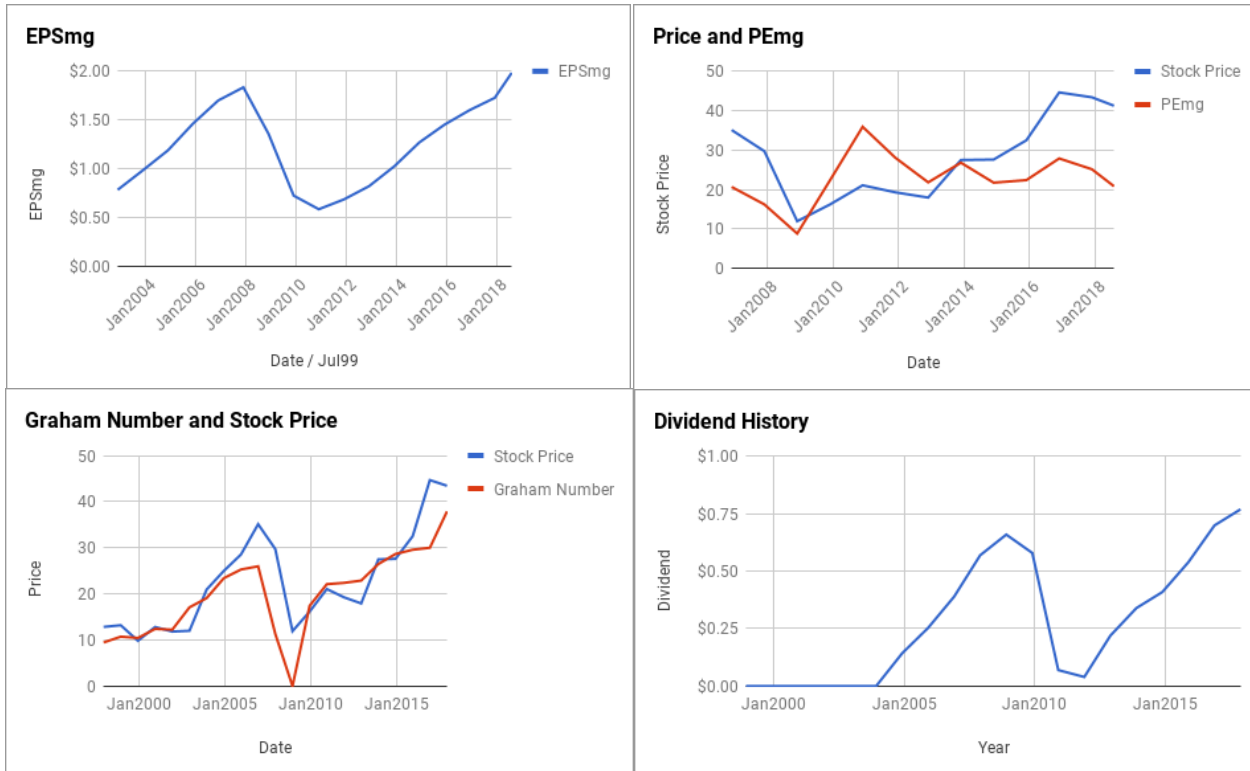 EPSmg
$2.00
$1.50
$1.00
$0.50
$0.00
EPSmg
EPSmg
Jan2004
Jan2006
Jan2008
Jan2010
Jan2012
Jan2014
Jan2016
Jan2018
Date / Jul99
Price and PEmg
50
40
30
20
10
0
Stock Price
Stock Price
PEmg
Jan2008
Jan2010
Jan2012
Jan2014
Jan2016
Jan2018
Date
Graham Number and Stock Price
50
40
30
20
10
0
Price
Stock Price
Graham Number
Jan2000
Jan2005
Jan2010
Jan2015
Date
Dividend History
$1.00
$0.75
$0.50
$0.25
$0.00
Dividend
Jan2000
Jan2005
Jan2010
Jan2015
Year